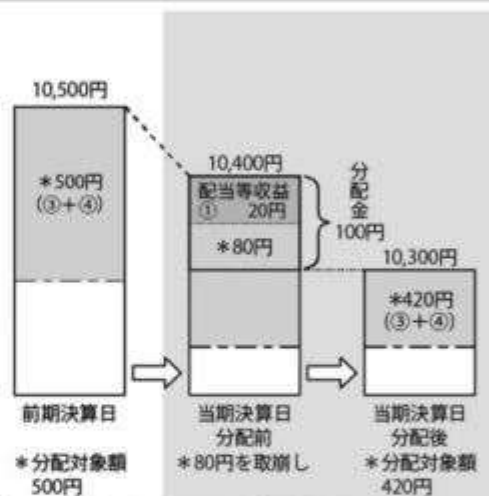 10,500円
*500円
(③+④)
前期決算日
*分配対象額
500円
10,400円
配当等収益
① 20円
*80円
分配金
100円
当期決算日
分配前
*80円を取崩し
10,300円
*420円
(③+④)
当期決算日
分配後
*分配対象額
420円